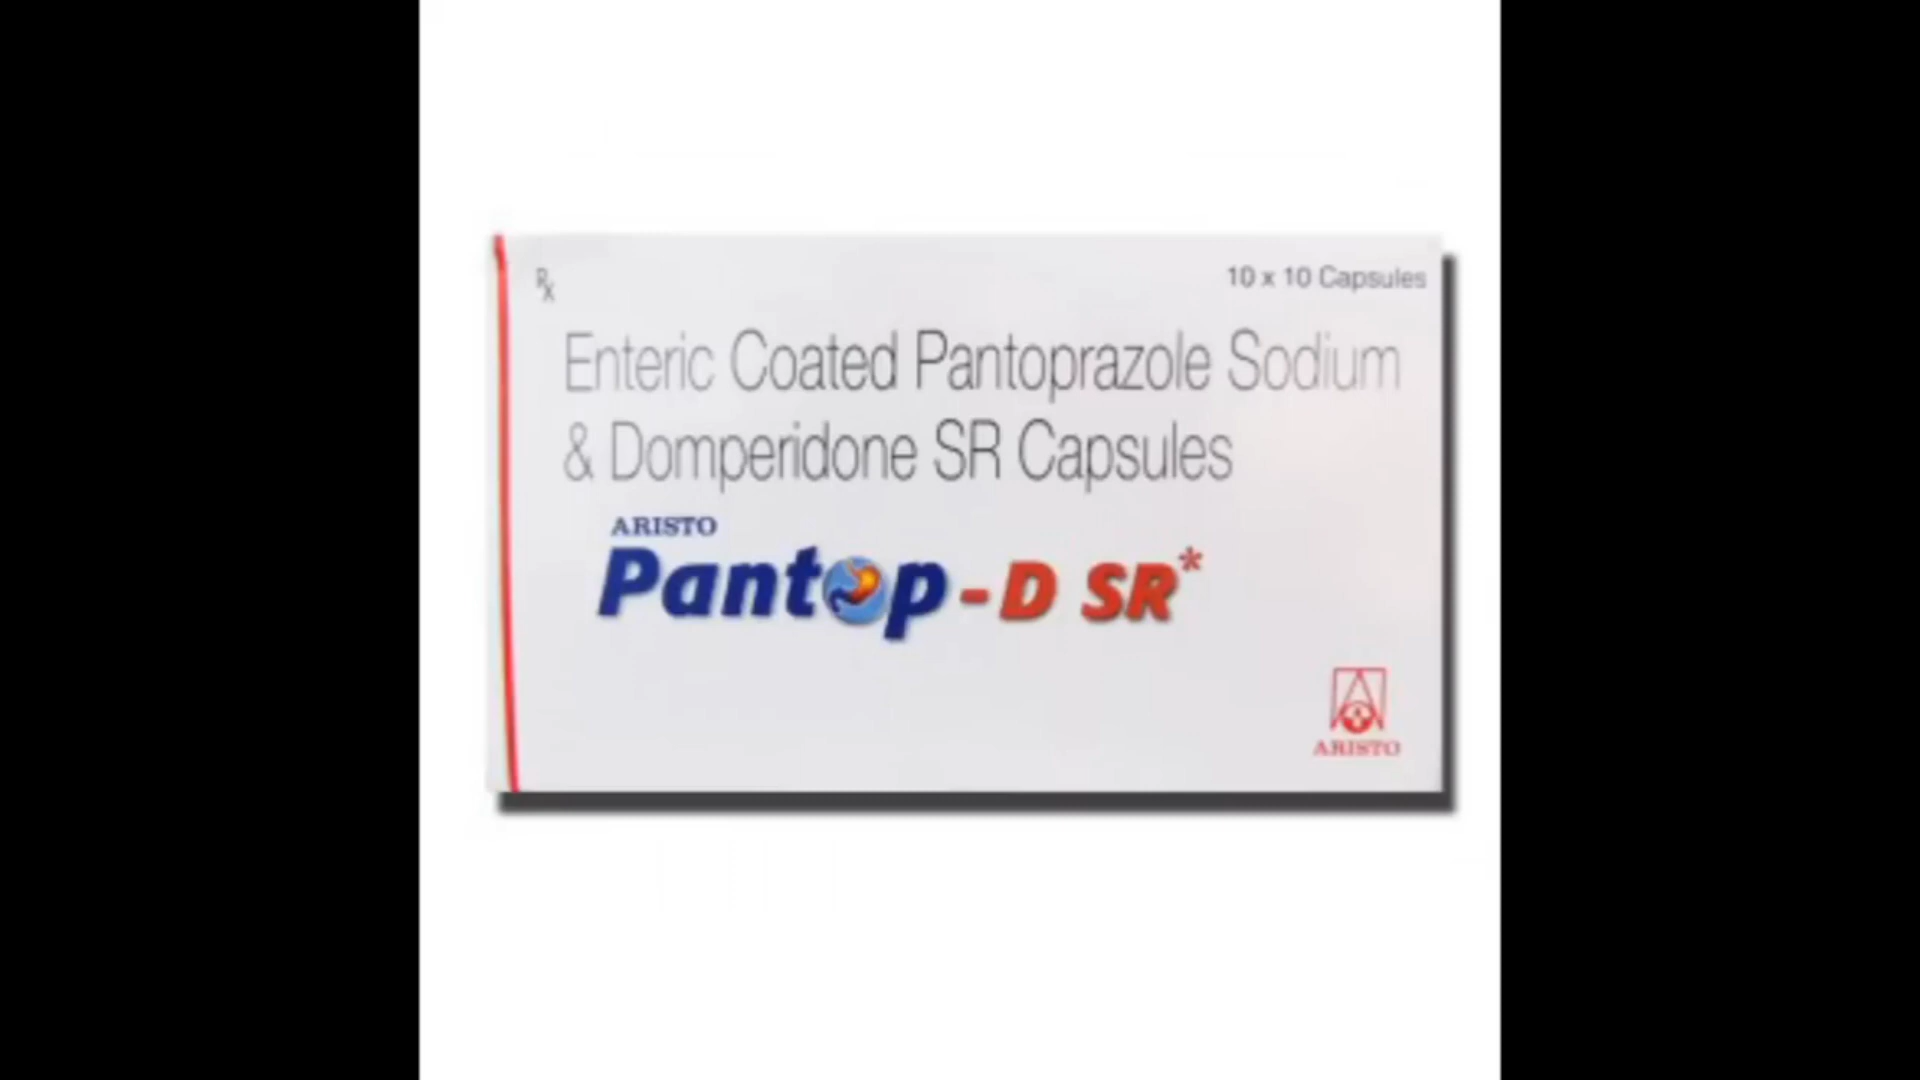 Rx
10 x 10 Capsules
Enteric Coated Pantoprazole Sodium
& Domperidone SR Capsules
ARISTO
Pantop-D SR*
ARISTO